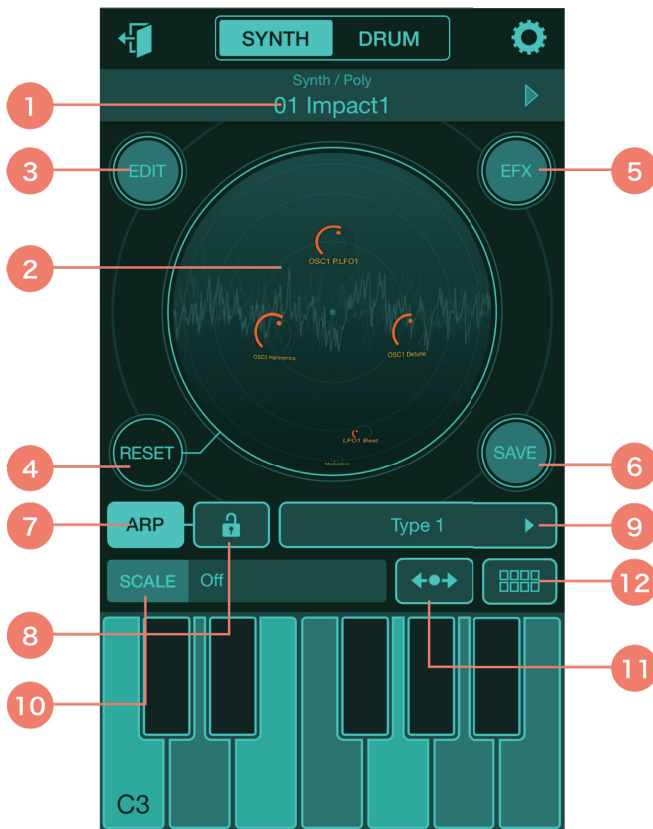 SYNTH DRUM
Synth / Poly
1 01 Impact1
3 EDIT EFX 5
2
OSC1 P.LFO1
OSC3 Harmonics
OSC1 Detune
LFO1 Beat
Modulation
4 RESET SAVE 6
7 ARP Type 1 9
SCALE Off 12
8
10 11
C3